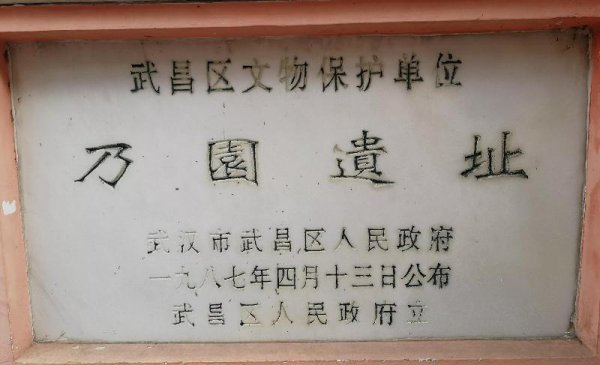 武昌区文物保护单位
乃園遺址
武汉市武昌区人民政府
一九八七年四月十三日公布
武昌区人民政府立